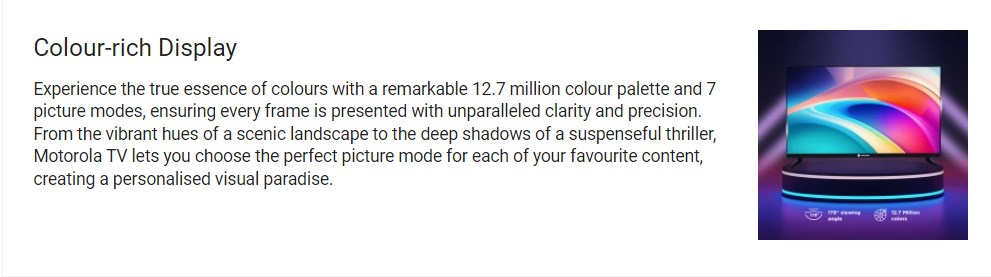 Colour-rich Display
Experience the true essence of colours with a remarkable 12.7 million colour palette and 7
picture modes, ensuring every frame is presented with unparalleled clarity and precision.
From the vibrant hues of a scenic landscape to the deep shadows of a suspenseful thriller,
Motorola TV lets you choose the perfect picture mode for each of your favourite content,
creating a personalised visual paradise.
178° viewing
angle
12.7 Million
colors